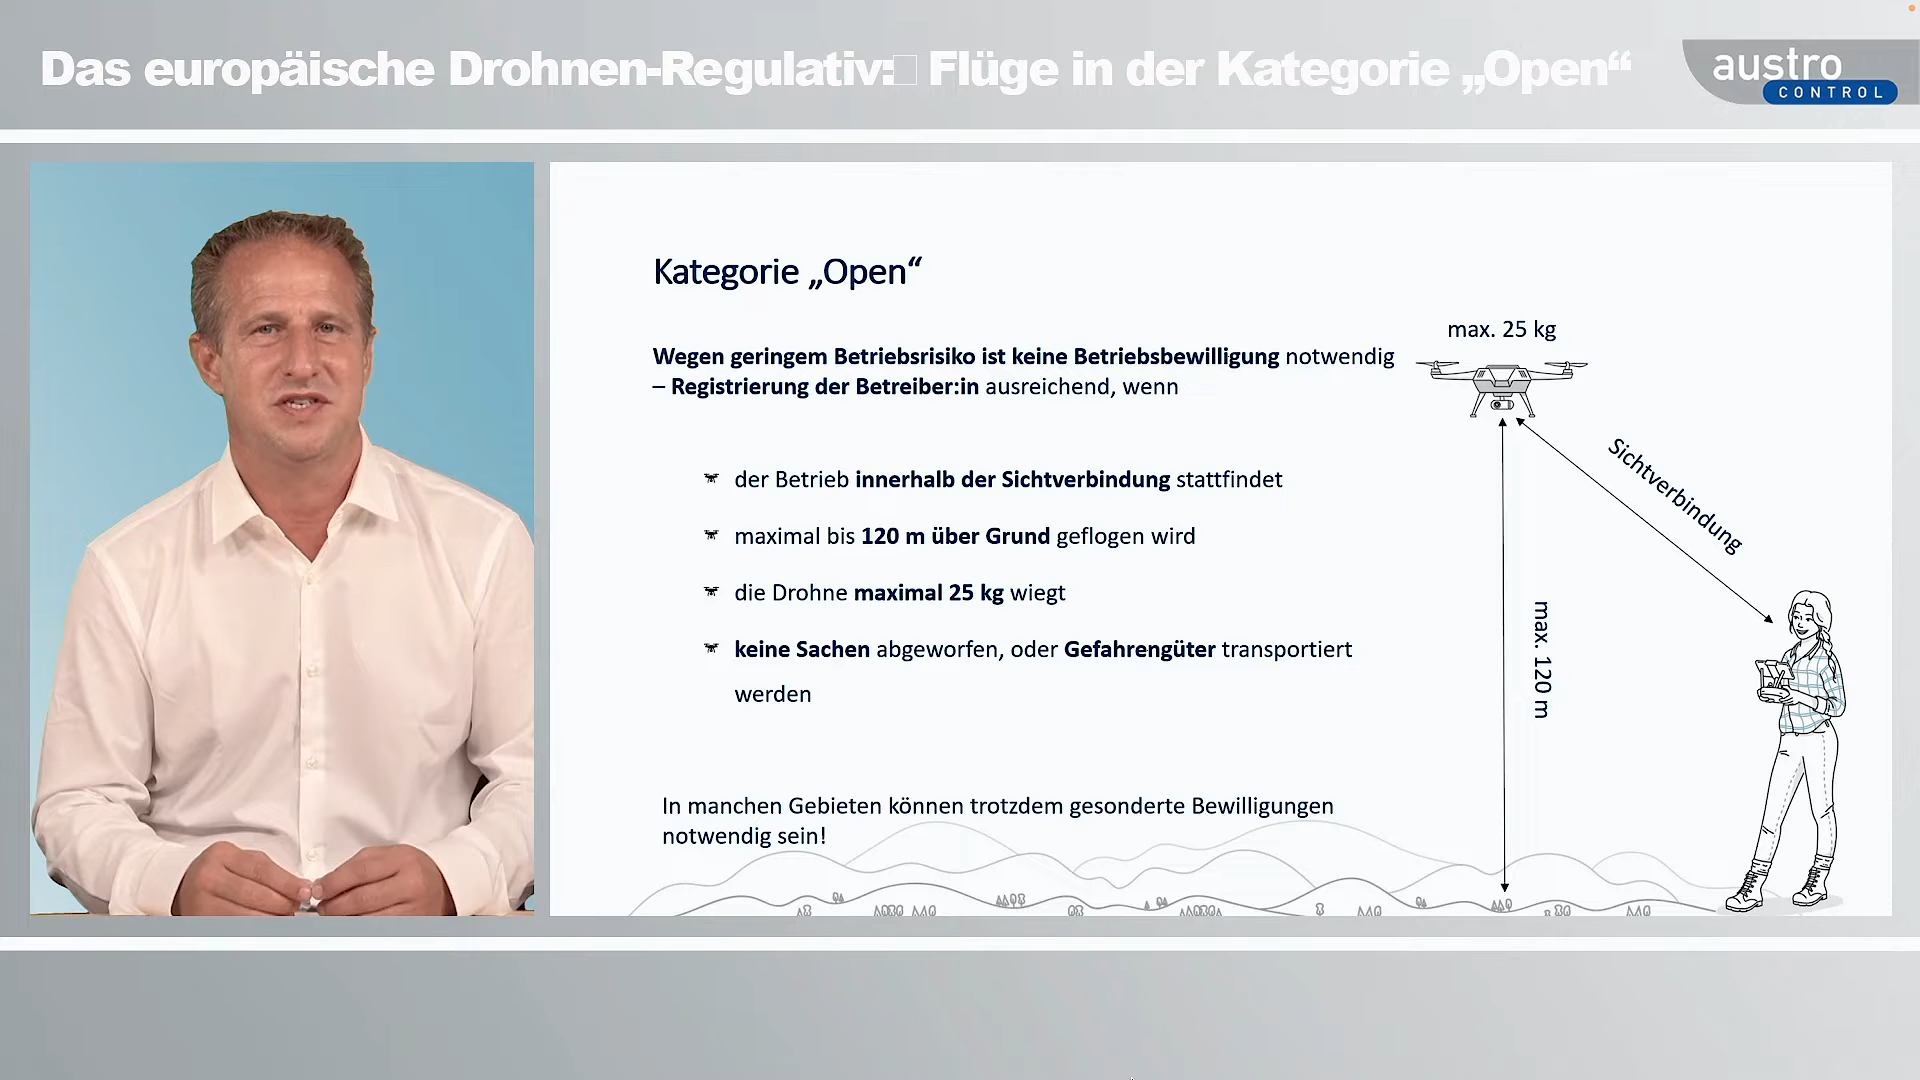 Das europäische Drohnen-Regulativ: Flüge in der Kategorie „Open“
austro
CONTROL
Kategorie „Open“
Wegen geringem Betriebsrisiko ist keine Betriebsbewilligung notwendig
– Registrierung der Betreiber:in ausreichend, wenn
der Betrieb innerhalb der Sichtverbindung stattfindet
maximal bis 120 m über Grund geflogen wird
die Drohne maximal 25 kg wiegt
keine Sachen abgeworfen, oder Gefahrengüter transportiert
werden
In manchen Gebieten können trotzdem gesonderte Bewilligungen
notwendig sein!
max. 25 kg
Sichtverbindung
max. 120 m